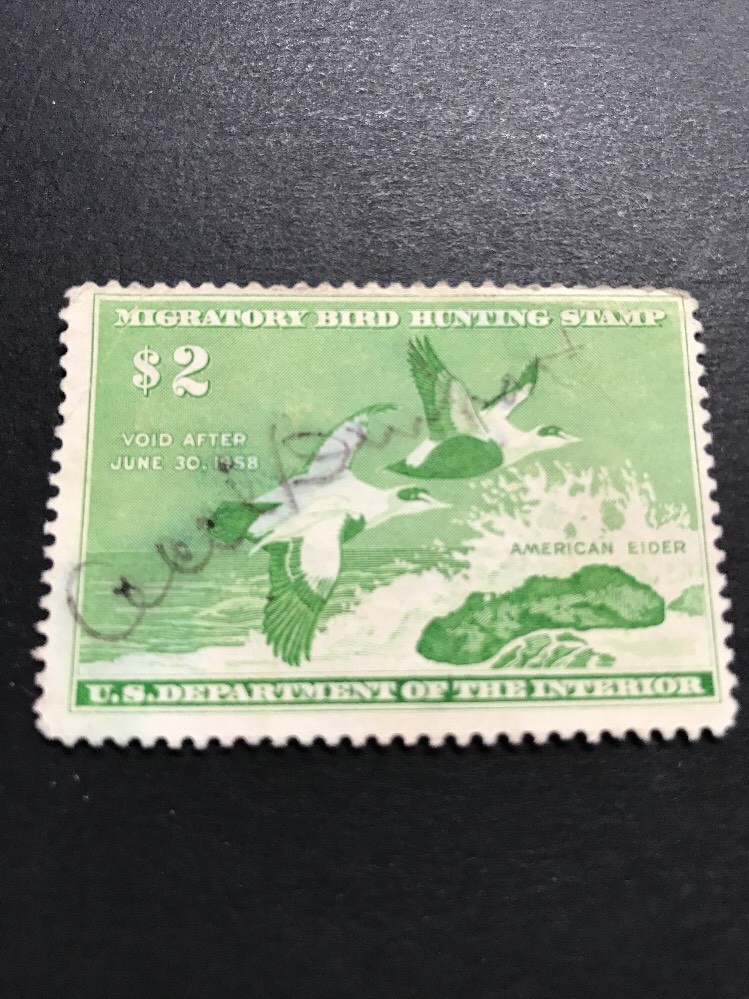 MIGRATORY BIRD HUNTING STAMP
$2
VOID AFTER
JUNE 30, 1958
AMERICAN EIDER
U.S. DEPARTMENT OF THE INTERIOR